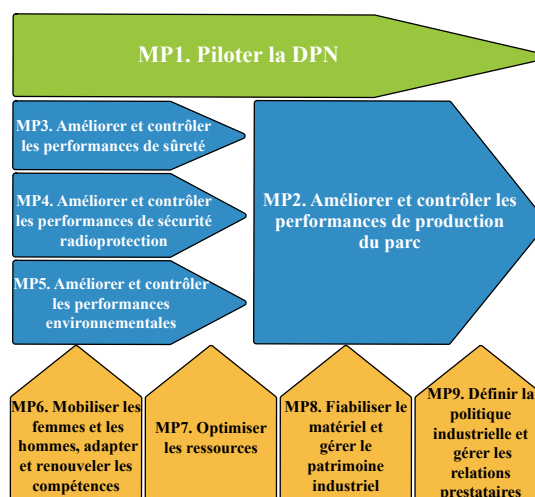 MP1. Piloter la DPN
MP3. Améliorer et contrôler
les performances de sûreté
MP4. Améliorer et contrôler
les performances de sécurité
radioprotection
MP5. Améliorer et contrôler
les performances
environnementales
MP2. Améliorer et contrôler les
performances de production
du parc
MP6. Mobiliser les
femmes et les
hommes, adapter
et renouveler les
compétences
MP7. Optimiser
les ressources
MP8. Fiabiliser le
matériel et
gérer le
patrimoine
industriel
MP9. Définir la
politique
industrielle et
gérer les
relations
prestataires